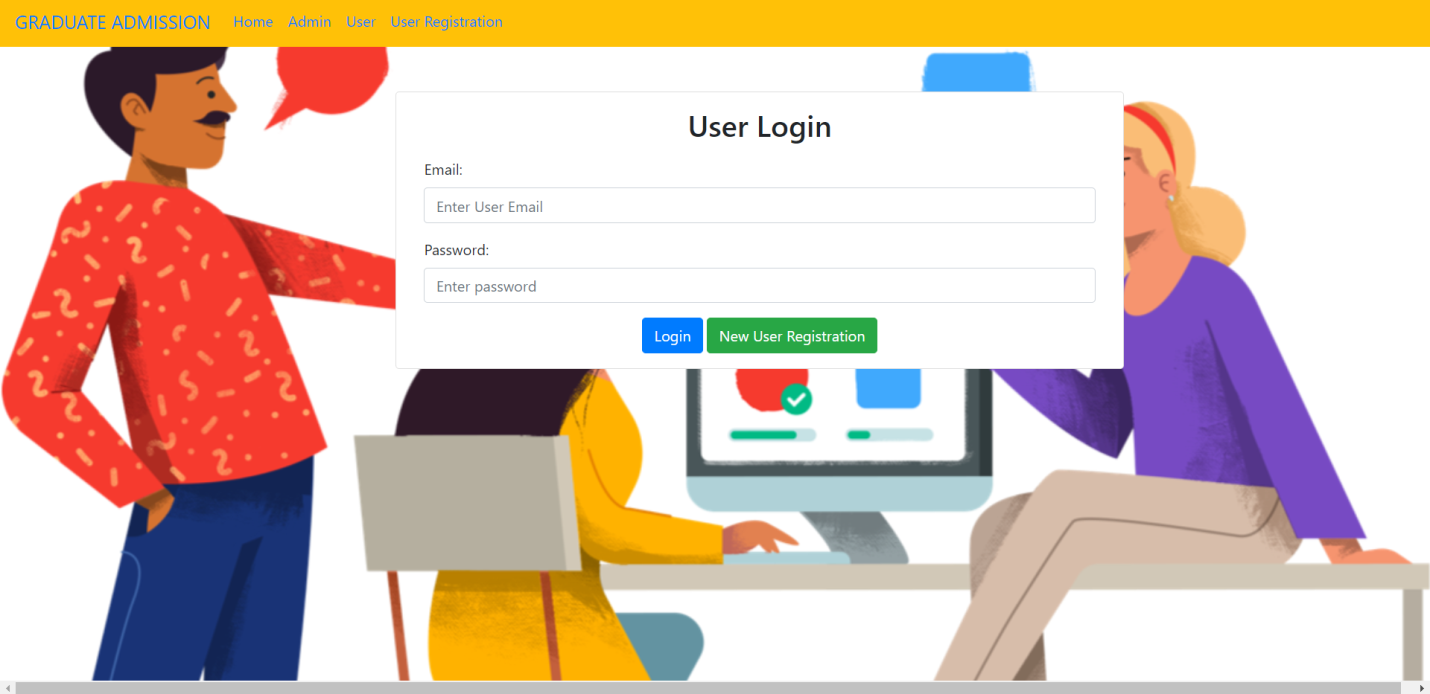 GRADUATE ADMISSION Home Admin User User Registration
User Login
Email:
Enter User Email
Password:
Enter password
Login New User Registration